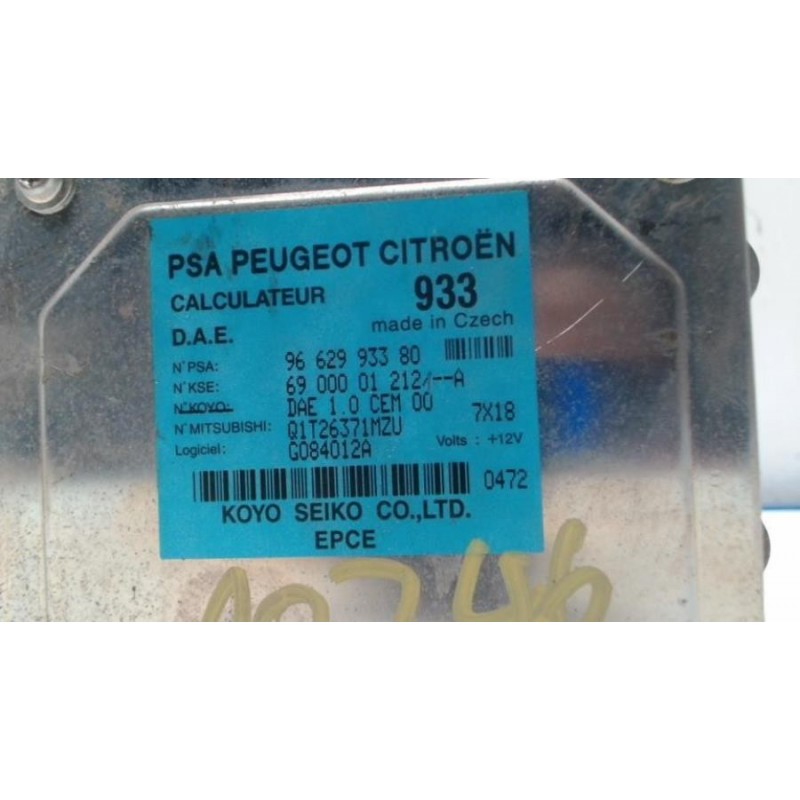 PSA PEUGEOT CITROËN
CALCULATEUR 933
D.A.E. made in Czech
N°PSA: 96 629 933 80
N°KSE: 69 000 01 212/--A
N°KOYO: DAE 1.0 CEM 00 7X18
N°MITSUBISHI: Q1T26371MZU Volts : +12V
Logiciel: G084012A
0472
KOYO SEIKO CO.,LTD.
EPCE